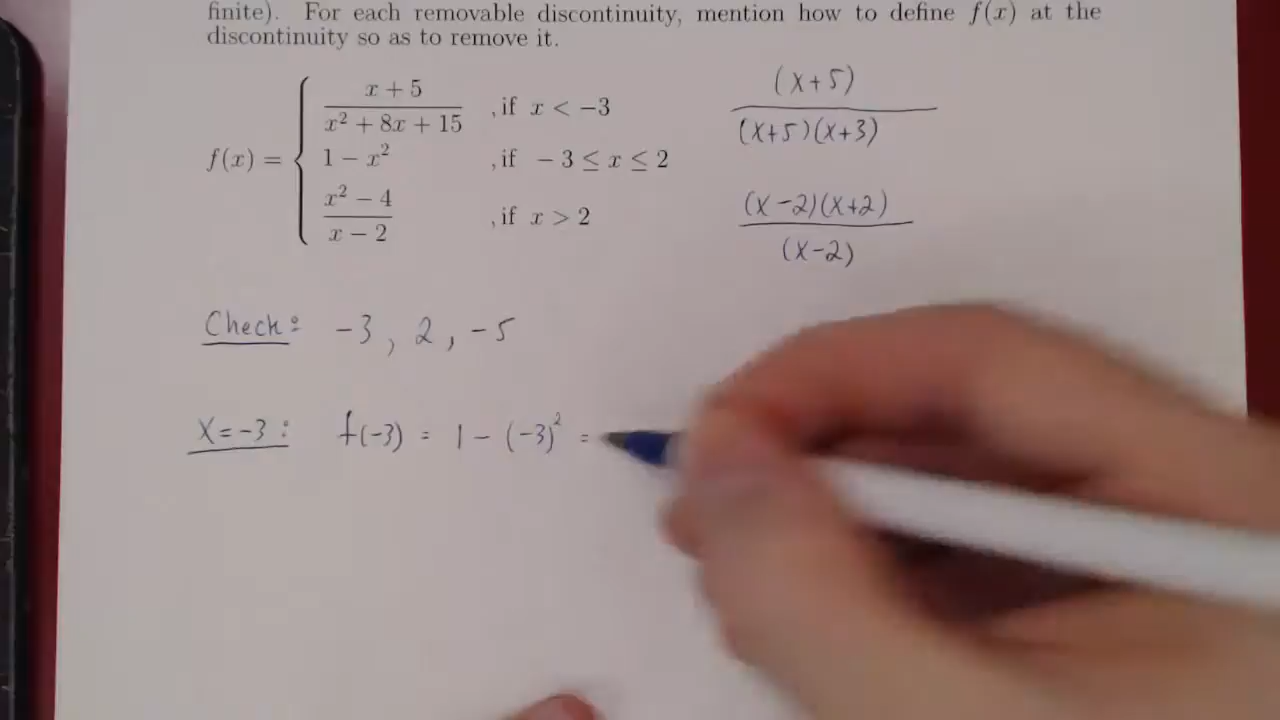 finite). For each removable discontinuity, mention how to define f(x) at the
discontinuity so as to remove it.
f(x) = { x + 5 / x² + 8x + 15 , if x < −3
1 − x² , if − 3 ≤ x ≤ 2
x² − 4 / x − 2 , if x > 2
(x+5) / (x+5)(x+3)
(x−2)(x+2) / (x−2)
Check: −3, 2, −5
x=−3: f(−3) = 1 − (−3)² =